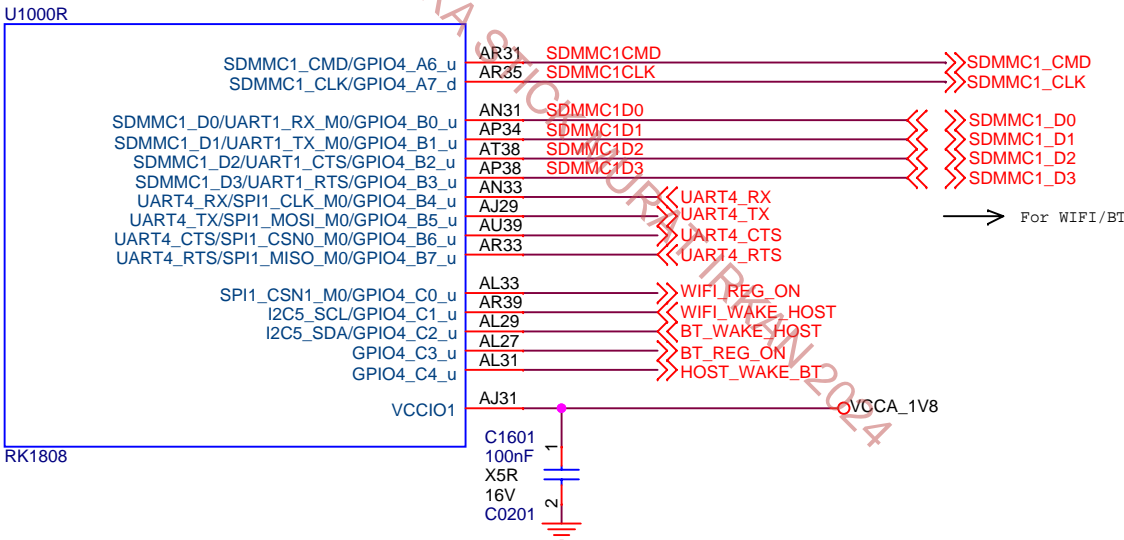 U1000R
SDMMC1_CMD/GPIO4_A6_u AR31 SDMMC1CMD SDMMC1_CMD
SDMMC1_CLK/GPIO4_A7_d AR35 SDMMC1CLK SDMMC1_CLK
SDMMC1_D0/UART1_RX_M0/GPIO4_B0_u AN31 SDMMC1D0 SDMMC1_D0
SDMMC1_D1/UART1_TX_M0/GPIO4_B1_u AP34 SDMMC1D1 SDMMC1_D1
SDMMC1_D2/UART1_CTS/GPIO4_B2_u AT38 SDMMC1D2 SDMMC1_D2
SDMMC1_D3/UART1_RTS/GPIO4_B3_u AP38 SDMMC1D3 SDMMC1_D3
UART4_RX/SPI1_CLK_M0/GPIO4_B4_u AN33 UART4_RX
UART4_TX/SPI1_MOSI_M0/GPIO4_B5_u AJ29 UART4_TX
For WIFI/BT
UART4_CTS/SPI1_CSN0_M0/GPIO4_B6_u AU39 UART4_CTS
UART4_RTS/SPI1_MISO_M0/GPIO4_B7_u AR33 UART4_RTS
SPI1_CSN1_M0/GPIO4_C0_u AL33 WIFI_REG_ON
I2C5_SCL/GPIO4_C1_u AR39 WIFI_WAKE_HOST
I2C5_SDA/GPIO4_C2_u AL29 BT_WAKE_HOST
GPIO4_C3_u AL27 BT_REG_ON
GPIO4_C4_u AL31 HOST_WAKE_BT
VCCIO1 AJ31 VCCA_1V8
RK1808
C1601 1
100nF
X5R
16V 2
C0201
STICK MURAT IRKAN 2024